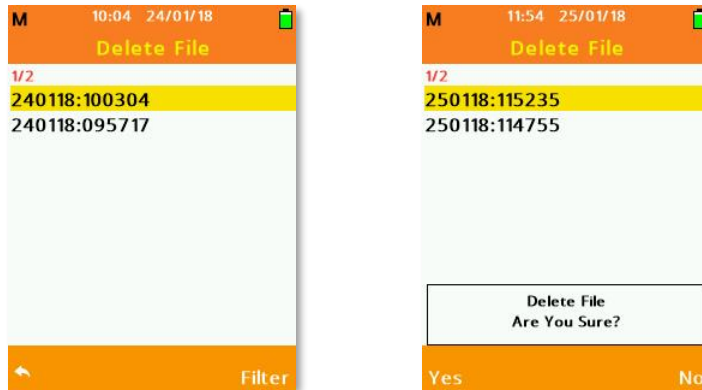 M 10:04 24/01/18
Delete File
1/2
240118:100304
240118:095717
Filter
M 11:54 25/01/18
Delete File
1/2
250118:115235
250118:114755
Delete File
Are You Sure?
Yes No